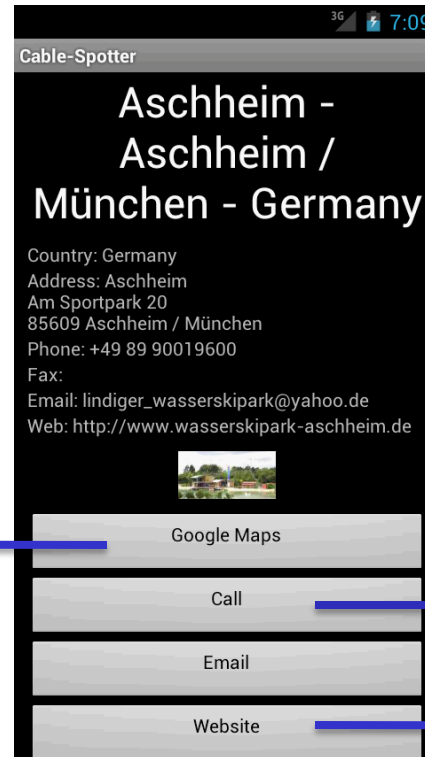 3G 7:09
Cable-Spotter
Aschheim -
Aschheim /
München - Germany
Country: Germany
Address: Aschheim
Am Sportpark 20
85609 Aschheim / München
Phone: +49 89 90019600
Fax:
Email: lindiger_wasserskipark@yahoo.de
Web: http://www.wasserskipark-aschheim.de
Google Maps
Call
Email
Website